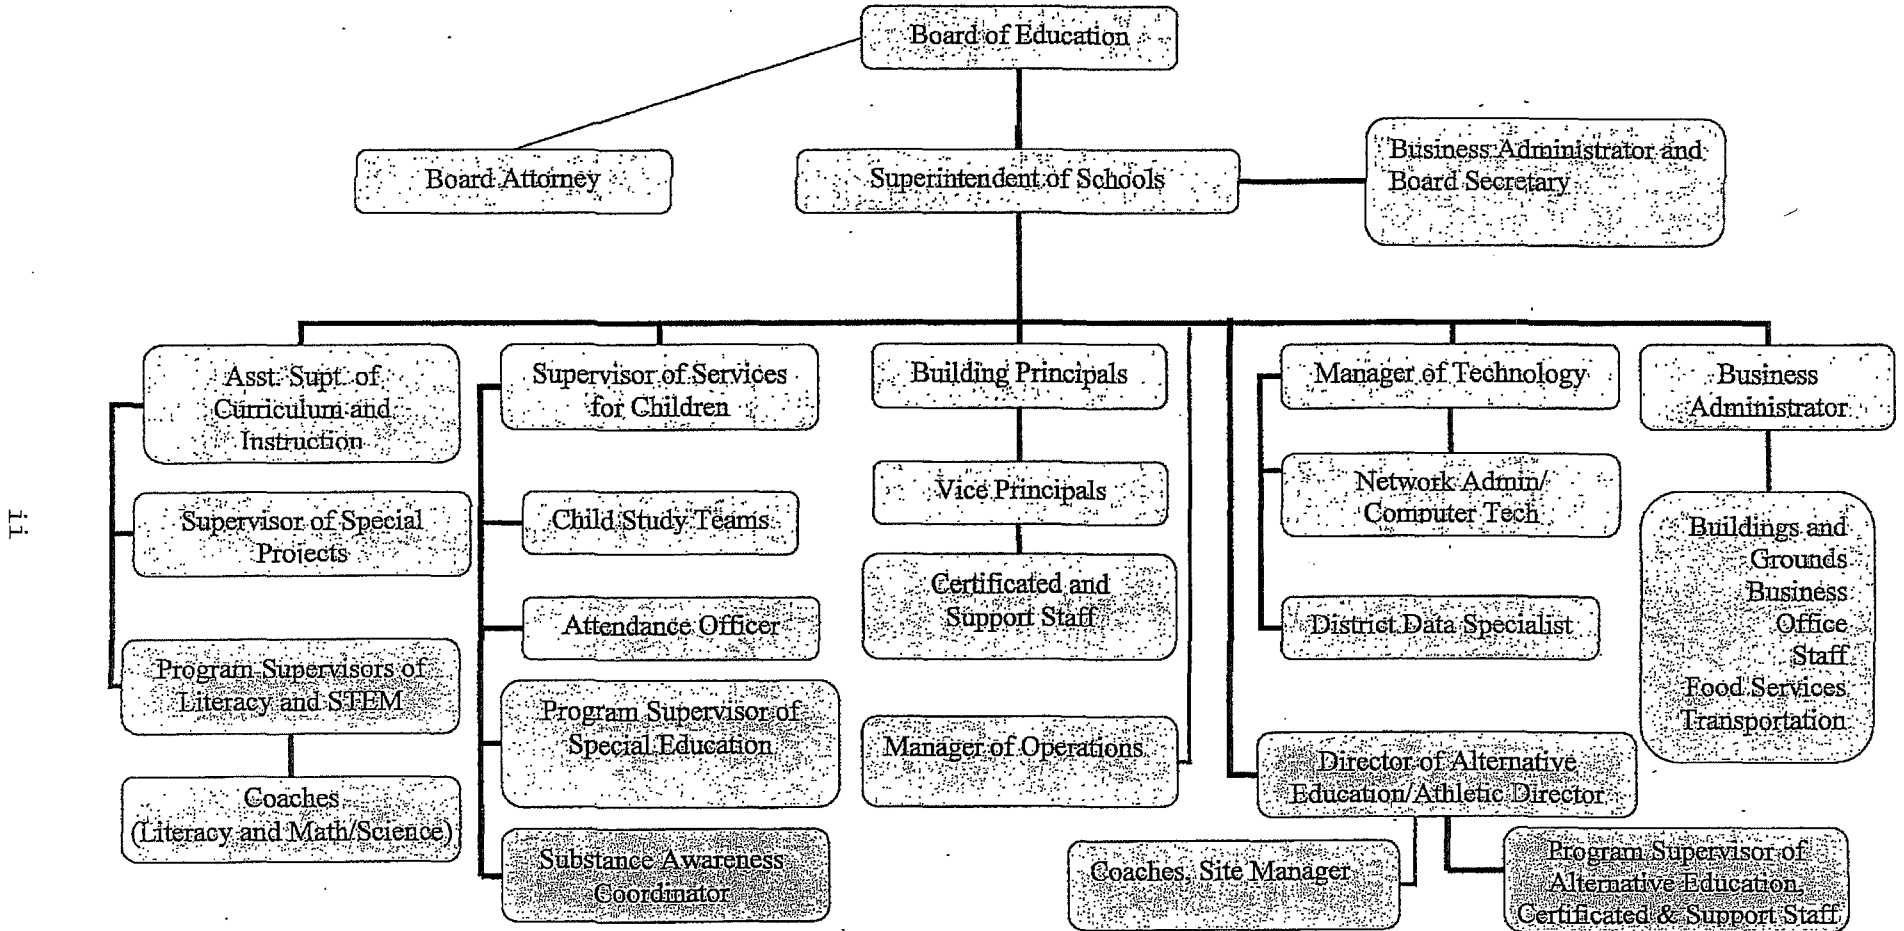 Board of Education
Board Attorney
Superintendent of Schools
Business Administrator and
Board Secretary
Asst. Supt. of
Curriculum and
Instruction
Supervisor of Special
Projects
Program Supervisors of
Literacy and STEM
Coaches
(Literacy and Math/Science)
Supervisor of Services
for Children
Child Study Teams
Attendance Officer
Program Supervisor of
Special Education
Substance Awareness
Coordinator
Building Principals
Vice Principals
Certificated and
Support Staff
Manager of Operations
Manager of Technology
Network Admin/
Computer Tech
District Data Specialist
Director of Alternative
Education/Athletic Director
Coaches, Site Manager
Program Supervisor of
Alternative Education,
Certificated & Support Staff
Business
Administrator
Buildings and
Grounds
Business
Office
Staff
Food Services
Transportation
ii